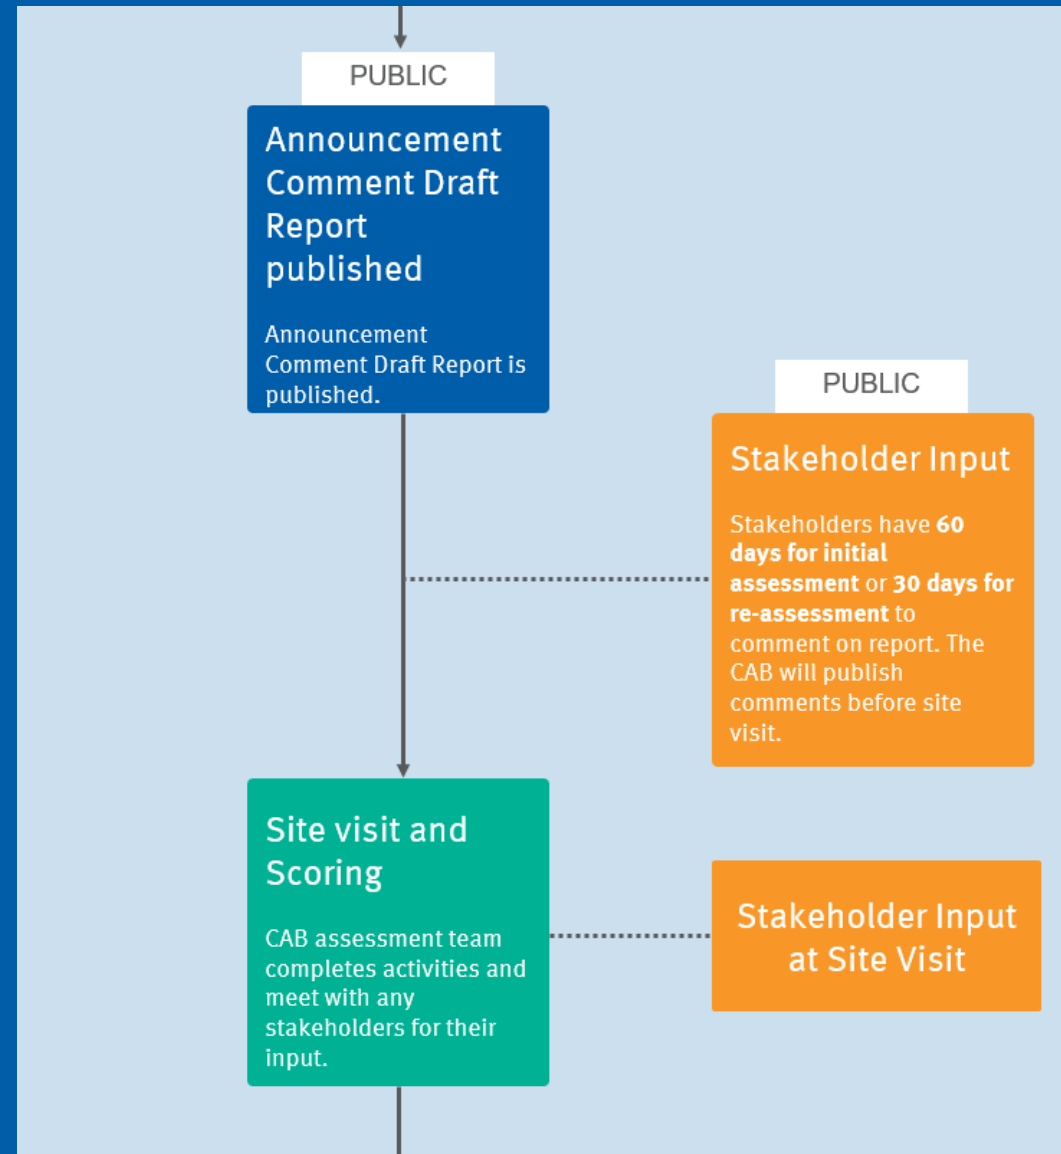 PUBLIC
Announcement
Comment Draft
Report
published
Announcement
Comment Draft Report is
published.
PUBLIC
Stakeholder Input
Stakeholders have 60
days for initial
assessment or 30 days for
re-assessment to
comment on report. The
CAB will publish
comments before site
visit.
Site visit and
Scoring
CAB assessment team
completes activities and
meet with any
stakeholders for their
input.
Stakeholder Input
at Site Visit